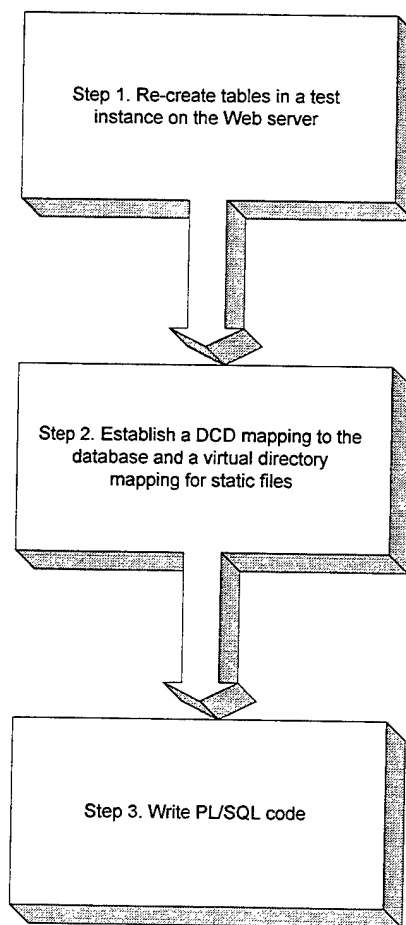 Step 1. Re-create tables in a test
instance on the Web server
Step 2. Establish a DCD mapping to the
database and a virtual directory
mapping for static files
Step 3. Write PL/SQL code